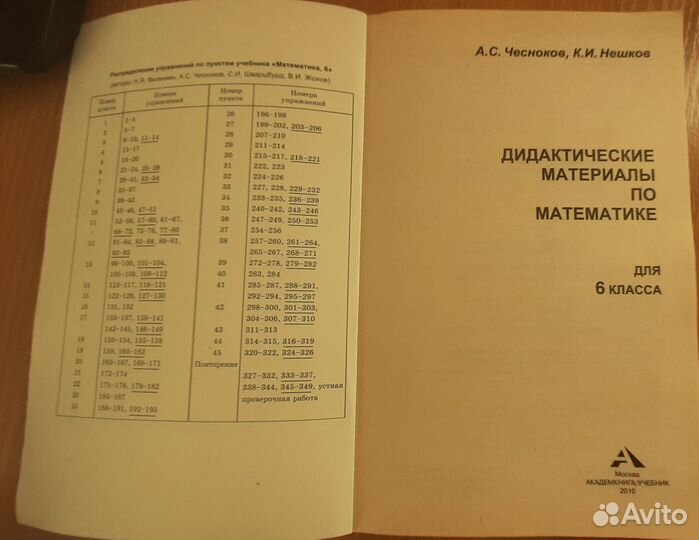 Распределение упражнений по пунктам учебника «Математика, 6»
(авторы: Н.Я. Виленкин, А.С. Чесноков, С.И. Шварцбурд, В.И. Жохов)
Номер пункта Номера упражнений
1 1–4
2 5–7
3 8–10, 11–14
4 15–17
5 18–20
6 21–24, 25–28
7 29–31, 32–34
8 35–37
9 38–42
10 43–46, 47–51
11 52–56, 57–60, 61–67,
68–72, 73–76, 77–80
12 81–84, 85–88, 89–91,
92–95
13 96–100, 101–104,
105–108, 109–112
14 113–117, 118–121
15 122–126, 127–130
16 131, 132
17 133–137, 138–141
142–145, 146–149
18 150–154, 155–158
19 159, 160–162
20 163–167, 168–171
21 172–174
22 175–178, 179–182
23 183–187
24 188–191, 192–195
Номер пункта Номера упражнений
26 196–198
27 199–202, 203–206
28 207–210
29 211–214
30 215–217, 218–221
31 222, 223
32 224–226
33 227, 228, 229–232
34 233–235, 236–239
35 240–242, 243–246
36 247–249, 250–253
37 254–256
38 257–260, 261–264,
265–267, 268–271
39 272–278, 279–282
40 283, 284
41 285–287, 288–291,
292–294, 295–297
42 298–300, 301–303,
304–306, 307–310
43 311–313
44 314–315, 316–319
45 320–322, 324–326
Повторение
327–332, 333–337,
338–344, 345–349, устная
проверочная работа
А.С. Чесноков, К.И. Нешков
ДИДАКТИЧЕСКИЕ
МАТЕРИАЛЫ
ПО
МАТЕМАТИКЕ
ДЛЯ
6 КЛАССА
Москва
АКАДЕМКНИГА/УЧЕБНИК
2010
Avito